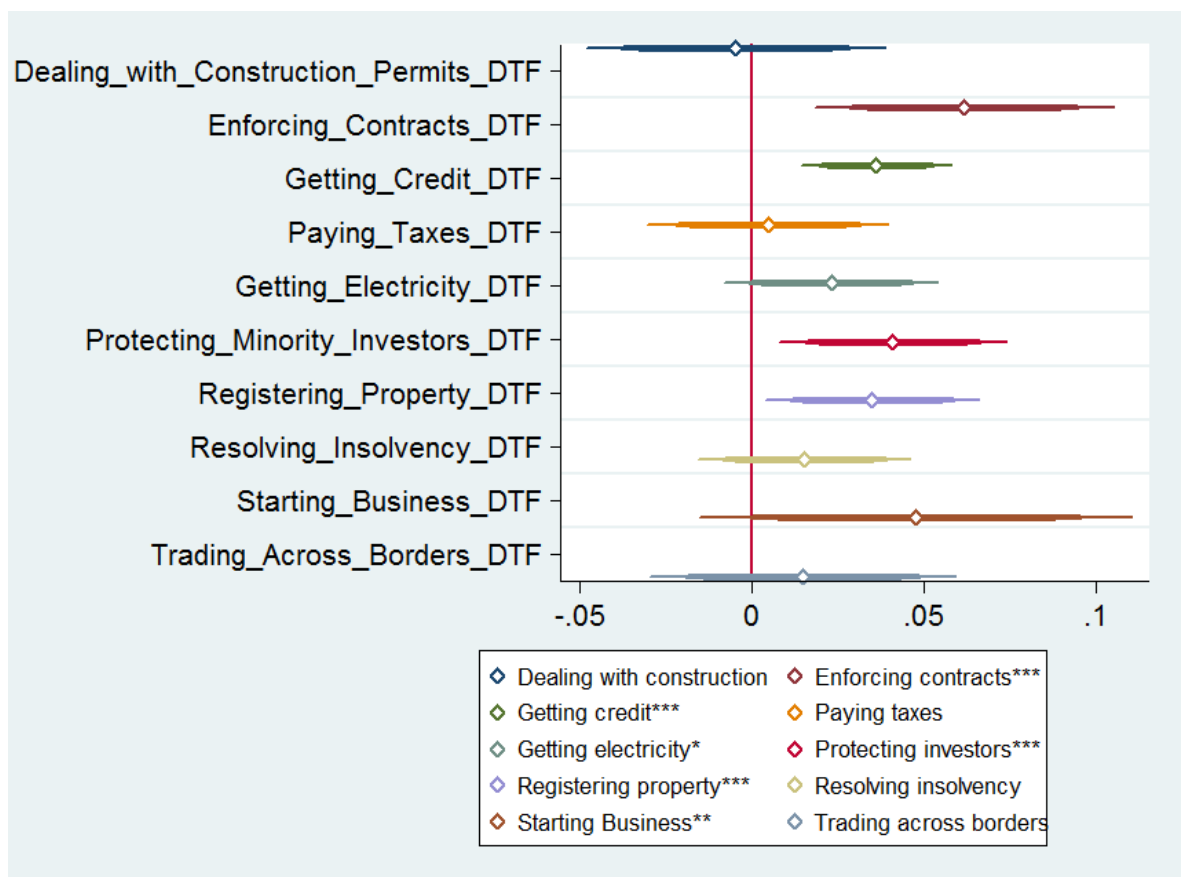 Dealing_with_Construction_Permits_DTF
Enforcing_Contracts_DTF
Getting_Credit_DTF
Paying_Taxes_DTF
Getting_Electricity_DTF
Protecting_Minority_Investors_DTF
Registering_Property_DTF
Resolving_Insolvency_DTF
Starting_Business_DTF
Trading_Across_Borders_DTF
-.05 0 .05 .1
Dealing with construction Enforcing contracts***
Getting credit*** Paying taxes
Getting electricity* Protecting investors***
Registering property*** Resolving insolvency
Starting Business** Trading across borders